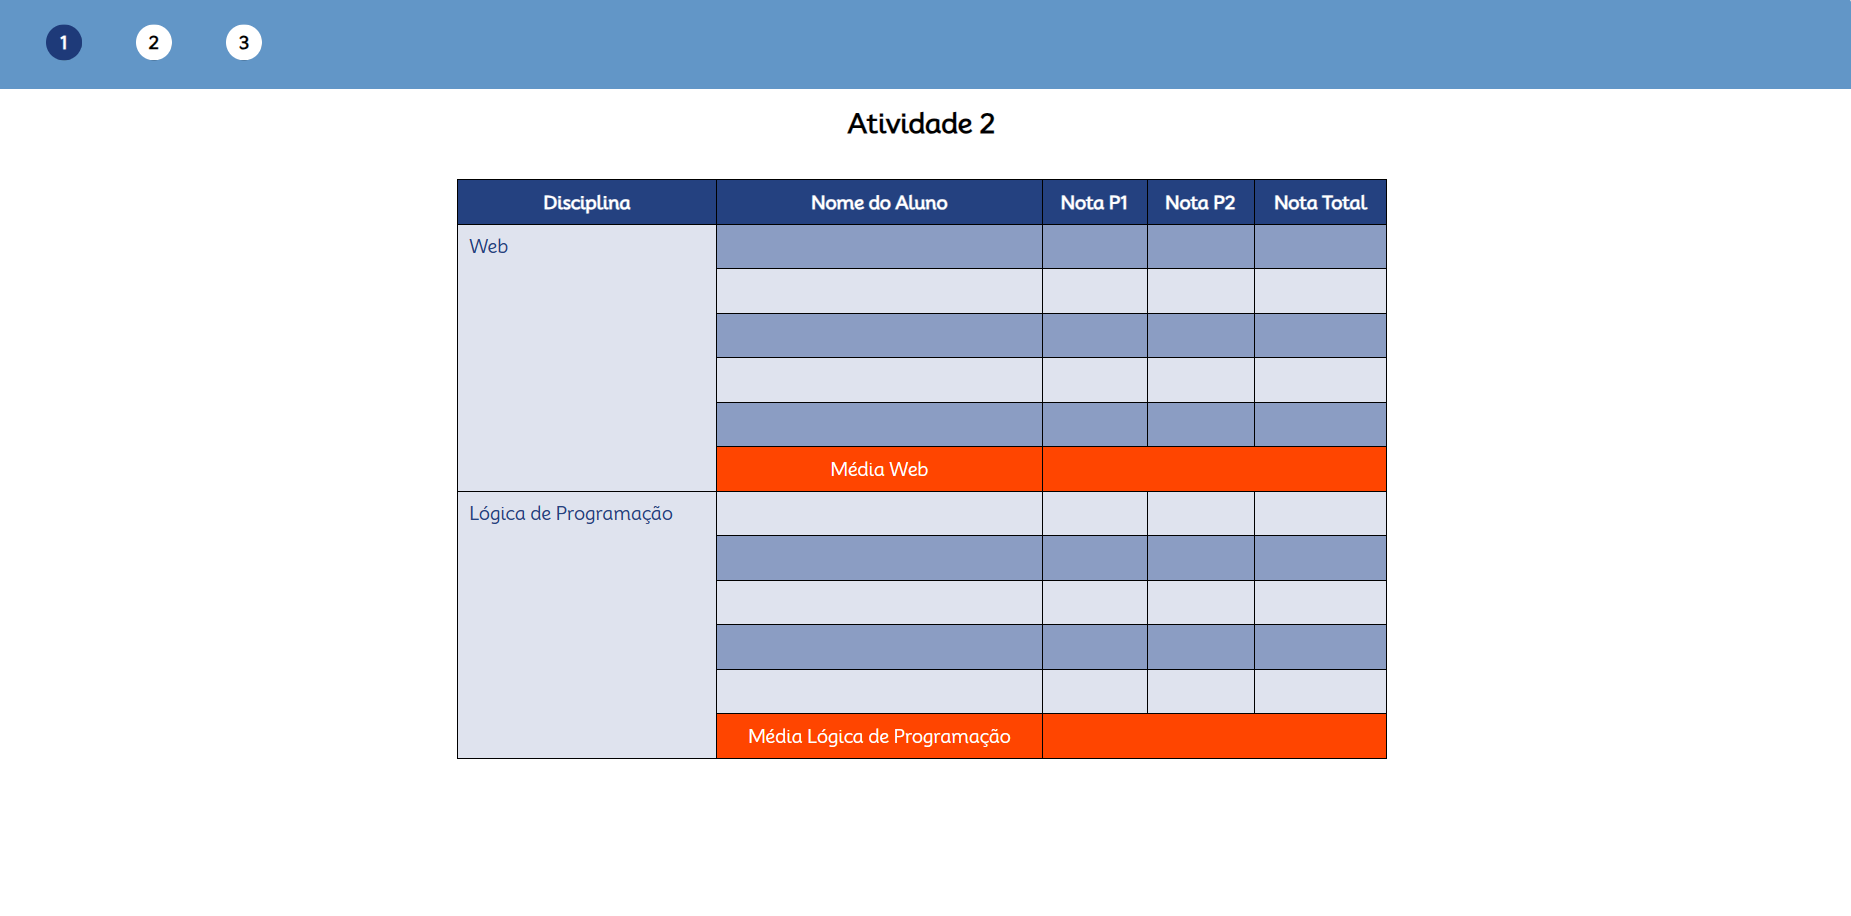 1 2 3
Atividade 2
Disciplina Nome do Aluno Nota P1 Nota P2 Nota Total
Web
Média Web
Lógica de Programação
Média Lógica de Programação